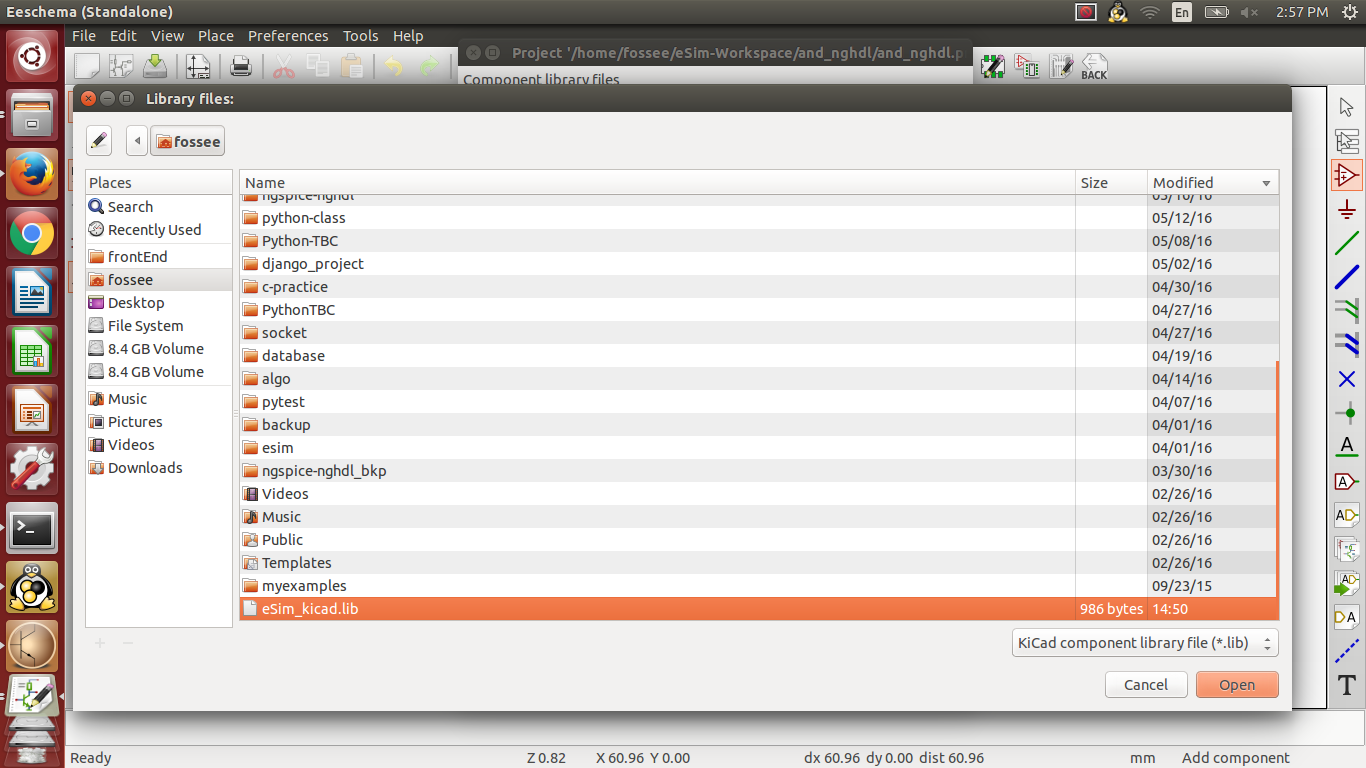 Eeschema (Standalone)
En
2:57 PM
File Edit View Place Preferences Tools Help
Project '/home/fossee/eSim-Workspace/and_nghdl/and_nghdl.p
Component library files
BACK
Library files:
fossee
Places
Name Size Modified
Search
Recently Used
frontEnd
fossee
Desktop
File System
8.4 GB Volume
8.4 GB Volume
Music
Pictures
Videos
Downloads
ngspice-nghdl 05/16/16
python-class 05/12/16
Python-TBC 05/08/16
django_project 05/02/16
c-practice 04/30/16
PythonTBC 04/27/16
socket 04/27/16
database 04/19/16
algo 04/14/16
pytest 04/07/16
backup 04/01/16
esim 04/01/16
ngspice-nghdl_bkp 03/30/16
Videos 02/26/16
Music 02/26/16
Public 02/26/16
Templates 02/26/16
myexamples 09/23/15
eSim_kicad.lib 986 bytes 14:50
KiCad component library file (*.lib)
Cancel Open
A
A
A
A
T
Ready Z 0.82 X 60.96 Y 0.00 dx 60.96 dy 0.00 dist 60.96 mm Add component